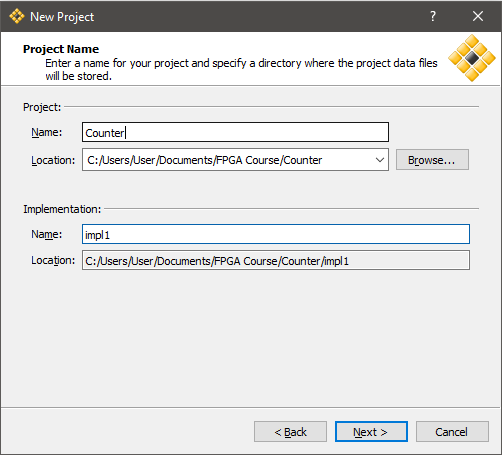 New Project
?
Project Name
Enter a name for your project and specify a directory where the project data files
will be stored.
Project:
Name: Counter
Location: C:/Users/User/Documents/FPGA Course/Counter Browse...
Implementation:
Name: impl1
Location: C:/Users/User/Documents/FPGA Course/Counter/impl1
< Back Next > Cancel